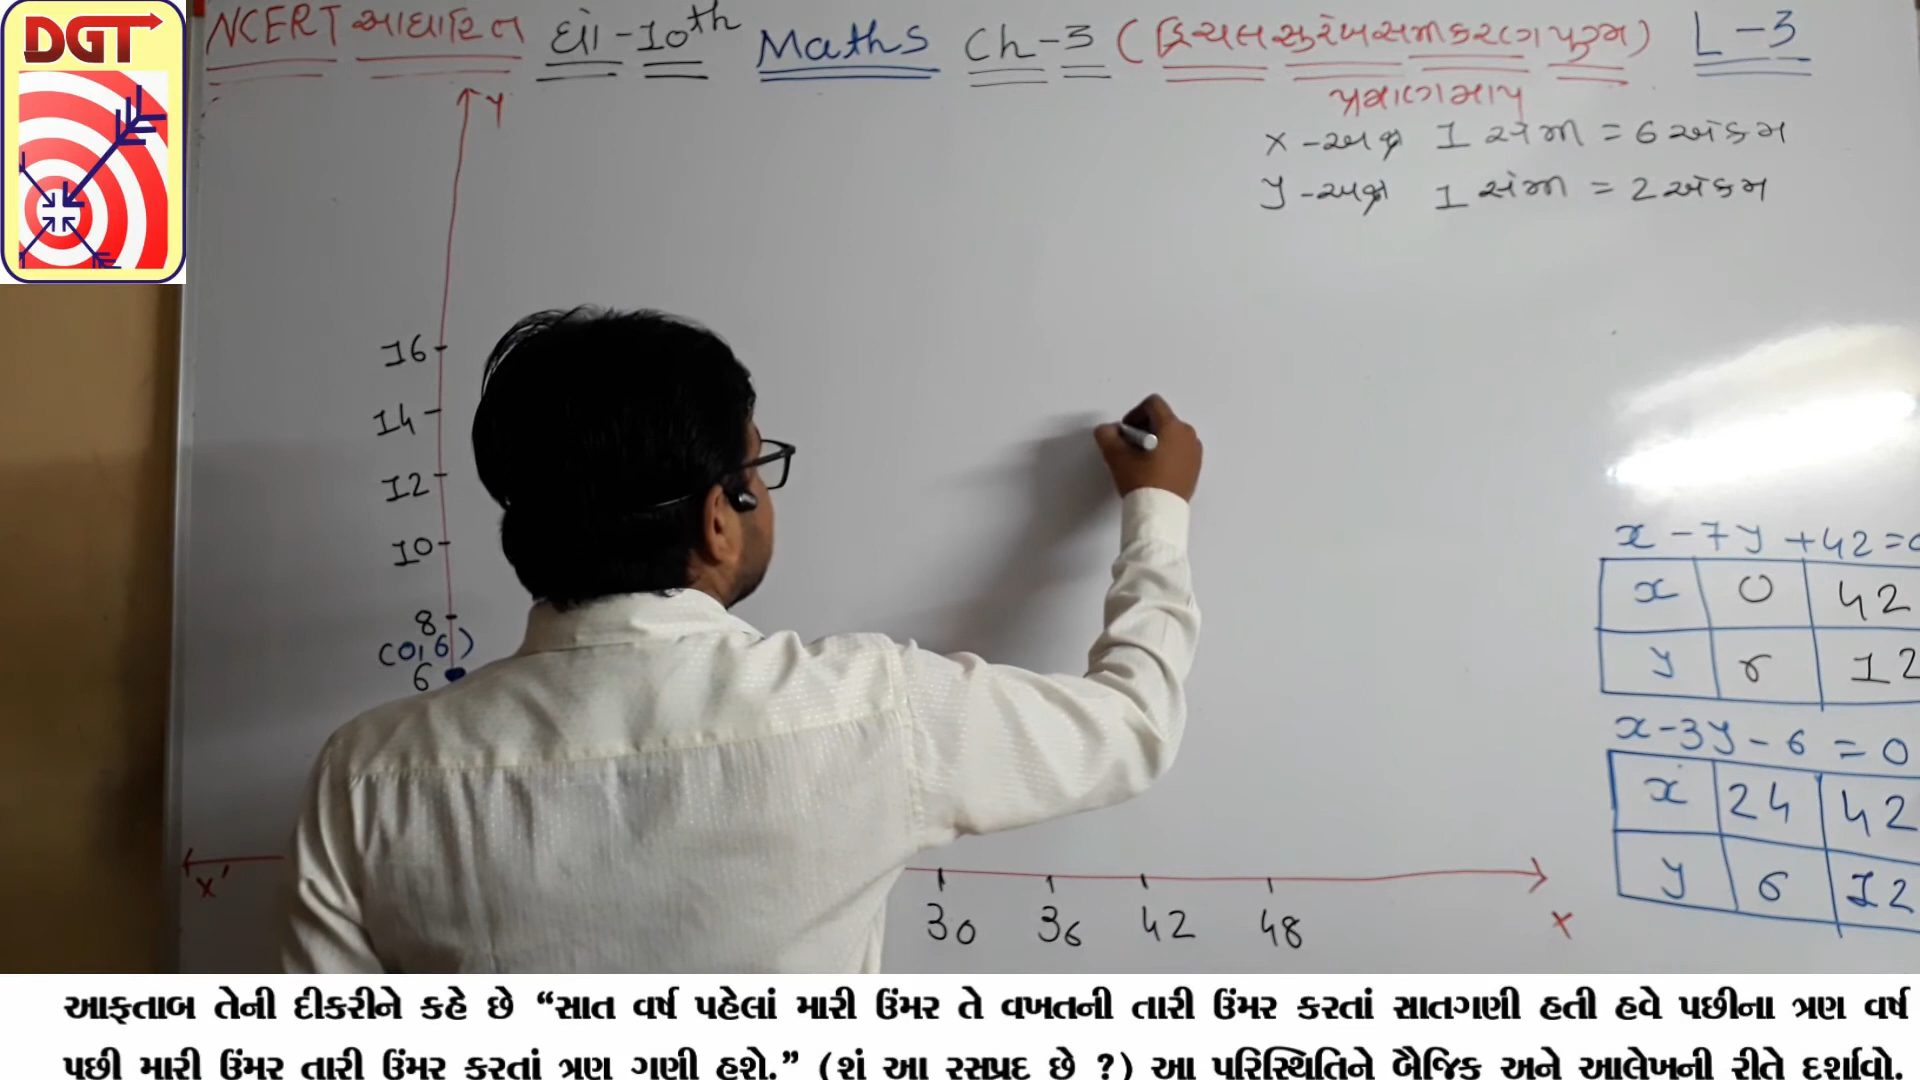 DGT
NCERT આધારિત ધો-10th Maths Ch-3 (દ્વિચલ સુરેખ સમીકરણ યુગ્મ) L-3
પ્રમાણમાપ
X-અક્ષ 1 સેમી = 6 એકમ
y-અક્ષ 1 સેમી = 2 એકમ
Y
16
14
12
10
8
(0,6)
6
x - 7y + 42 = 0
x 0 42
y 6 12
x - 3y - 6 = 0
x 24 42
y 6 12
X'
30 36 42 48
X
આફતાબ તેની દીકરીને કહે છે “સાત વર્ષ પહેલાં મારી ઉંમર તે વખતની તારી ઉંમર કરતાં સાતગણી હતી હવે પછીના ત્રણ વર્ષ
પછી મારી ઉંમર તારી ઉંમર કરતાં ત્રણ ગણી હશે.” (શં આ રસપ્રદ છે ?) આ પરિસ્થિતિને બૈજિક અને આલેખની રીતે દર્શાવો.